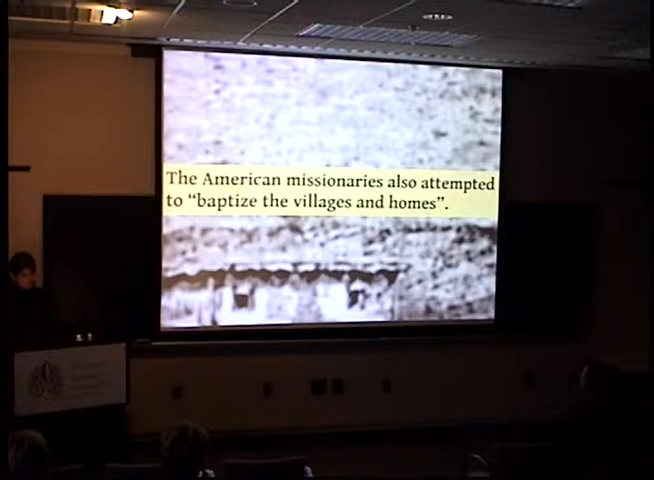 The American missionaries also attempted
to “baptize the villages and homes”.